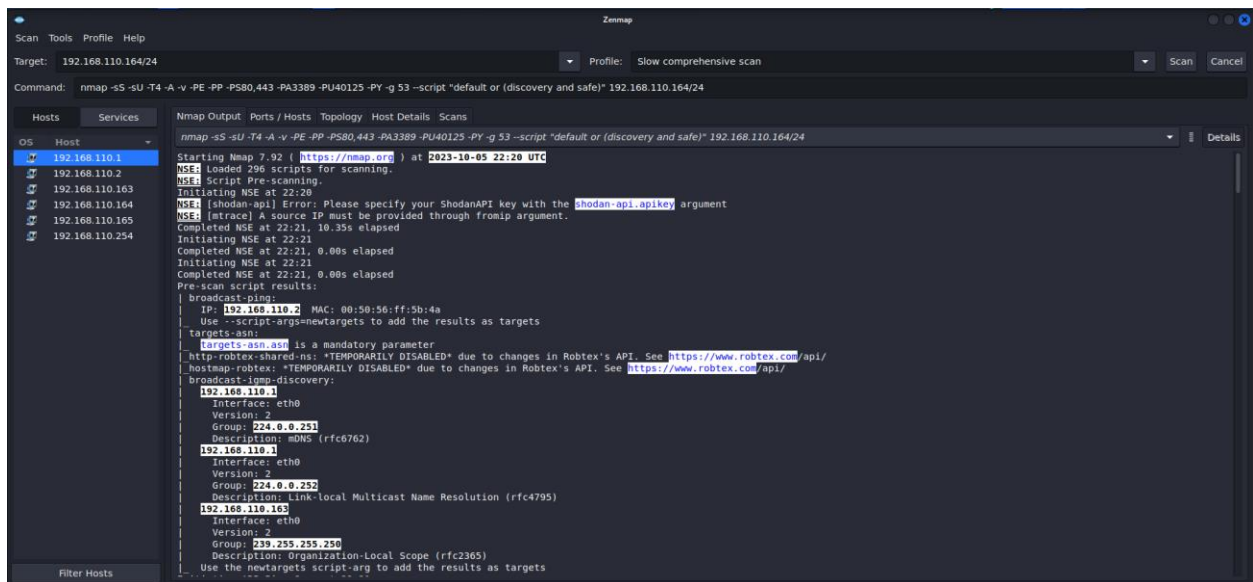 Zenmap
Scan Tools Profile Help
Target: 192.168.110.164/24 Profile: Slow comprehensive scan Scan Cancel
Command: nmap -sS -sU -T4 -A -v -PE -PP -PS80,443 -PA3389 -PU40125 -PY -g 53 --script "default or (discovery and safe)" 192.168.110.164/24
Hosts Services
OS Host
192.168.110.1
192.168.110.2
192.168.110.163
192.168.110.164
192.168.110.165
192.168.110.254
Filter Hosts
Nmap Output Ports / Hosts Topology Host Details Scans
nmap -sS -sU -T4 -A -v -PE -PP -PS80,443 -PA3389 -PU40125 -PY -g 53 --script "default or (discovery and safe)" 192.168.110.164/24 Details
Starting Nmap 7.92 ( https://nmap.org ) at 2023-10-05 22:20 UTC
NSE: Loaded 296 scripts for scanning.
NSE: Script Pre-scanning.
Initiating NSE at 22:20
NSE: [shodan-api] Error: Please specify your ShodanAPI key with the shodan-api.apikey argument
NSE: [mtrace] A source IP must be provided through fromip argument.
Completed NSE at 22:21, 10.35s elapsed
Initiating NSE at 22:21
Completed NSE at 22:21, 0.00s elapsed
Initiating NSE at 22:21
Completed NSE at 22:21, 0.00s elapsed
Pre-scan script results:
| broadcast-ping:
|   IP: 192.168.110.2  MAC: 00:50:56:ff:5b:4a
|_  Use --script-args=newtargets to add the results as targets
| targets-asn:
|_  targets-asn.asn is a mandatory parameter
|_http-robtex-shared-ns: *TEMPORARILY DISABLED* due to changes in Robtex's API. See https://www.robtex.com/api/
|_hostmap-robtex: *TEMPORARILY DISABLED* due to changes in Robtex's API. See https://www.robtex.com/api/
| broadcast-igmp-discovery:
|   192.168.110.1
|     Interface: eth0
|     Version: 2
|     Group: 224.0.0.251
|     Description: mDNS (rfc6762)
|   192.168.110.1
|     Interface: eth0
|     Version: 2
|     Group: 224.0.0.252
|     Description: Link-local Multicast Name Resolution (rfc4795)
|   192.168.110.163
|     Interface: eth0
|     Version: 2
|     Group: 239.255.255.250
|     Description: Organization-Local Scope (rfc2365)
|_  Use the newtargets script-arg to add the results as targets